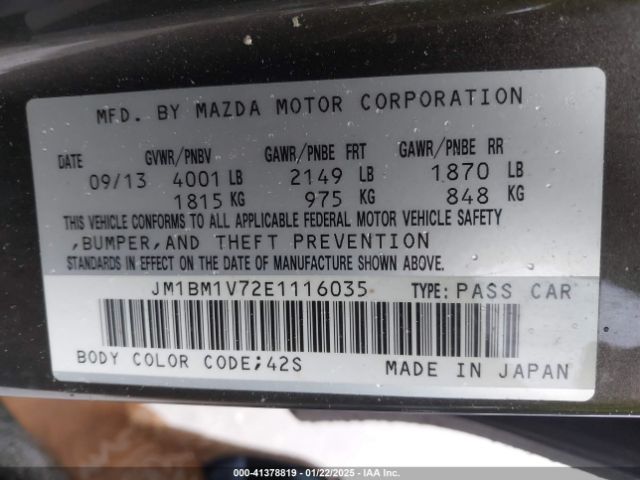 MFD. BY MAZDA MOTOR CORPORATION
DATE GVWR/PNBV GAWR/PNBE FRT GAWR/PNBE RR
09/13 4001 LB 2149 LB 1870 LB
1815 KG 975 KG 848 KG
THIS VEHICLE CONFORMS TO ALL APPLICABLE FEDERAL MOTOR VEHICLE SAFETY
,BUMPER,AND THEFT PREVENTION
STANDARDS IN EFFECT ON THE DATE OF MANUFACTURE SHOWN ABOVE.
JM1BM1V72E1116035 TYPE: PASS CAR
BODY COLOR CODE;42S MADE IN JAPAN
000-41378819 - 01/22/2025 - IAA Inc.